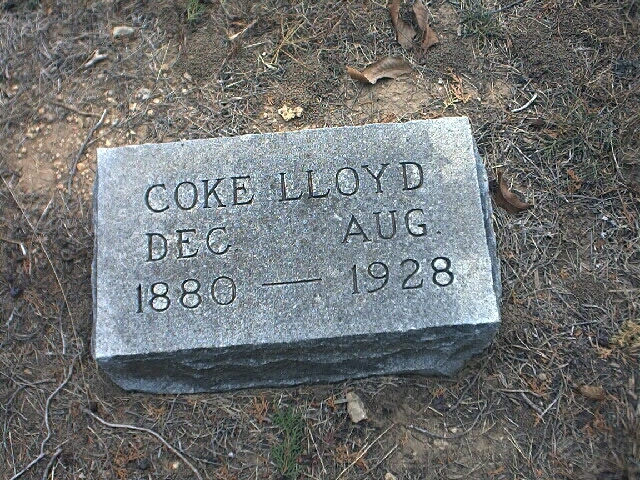 COKE LLOYD
DEC AUG.
1880 — 1928